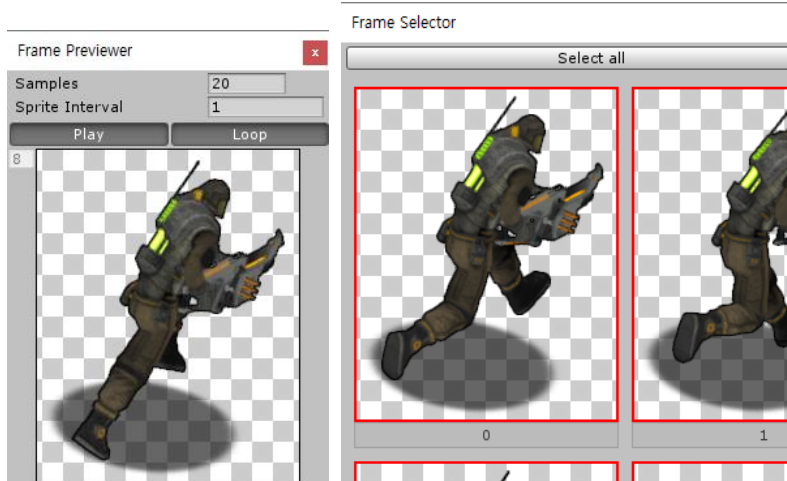 Frame Previewer
x
Samples 20
Sprite Interval 1
Play Loop
8
Frame Selector
Select all
0 1